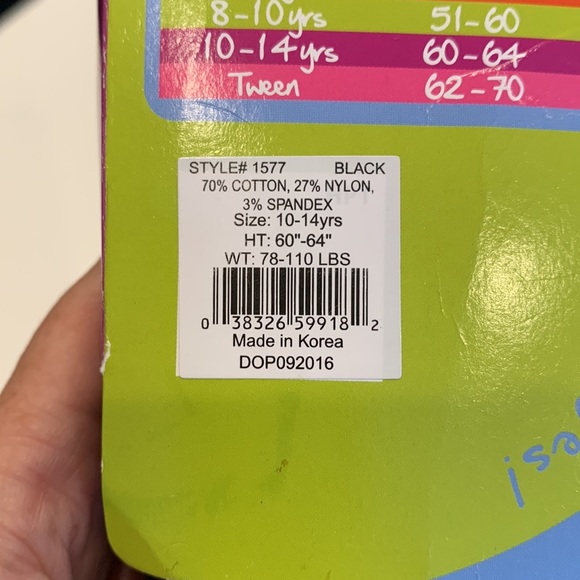 8-10yrs 51-60
10-14yrs 60-64
Tween 62-70
STYLE# 1577 BLACK
70% COTTON, 27% NYLON,
3% SPANDEX
Size: 10-14yrs
HT: 60"-64"
WT: 78-110 LBS
0 38326 59918 2
Made in Korea
DOP092016